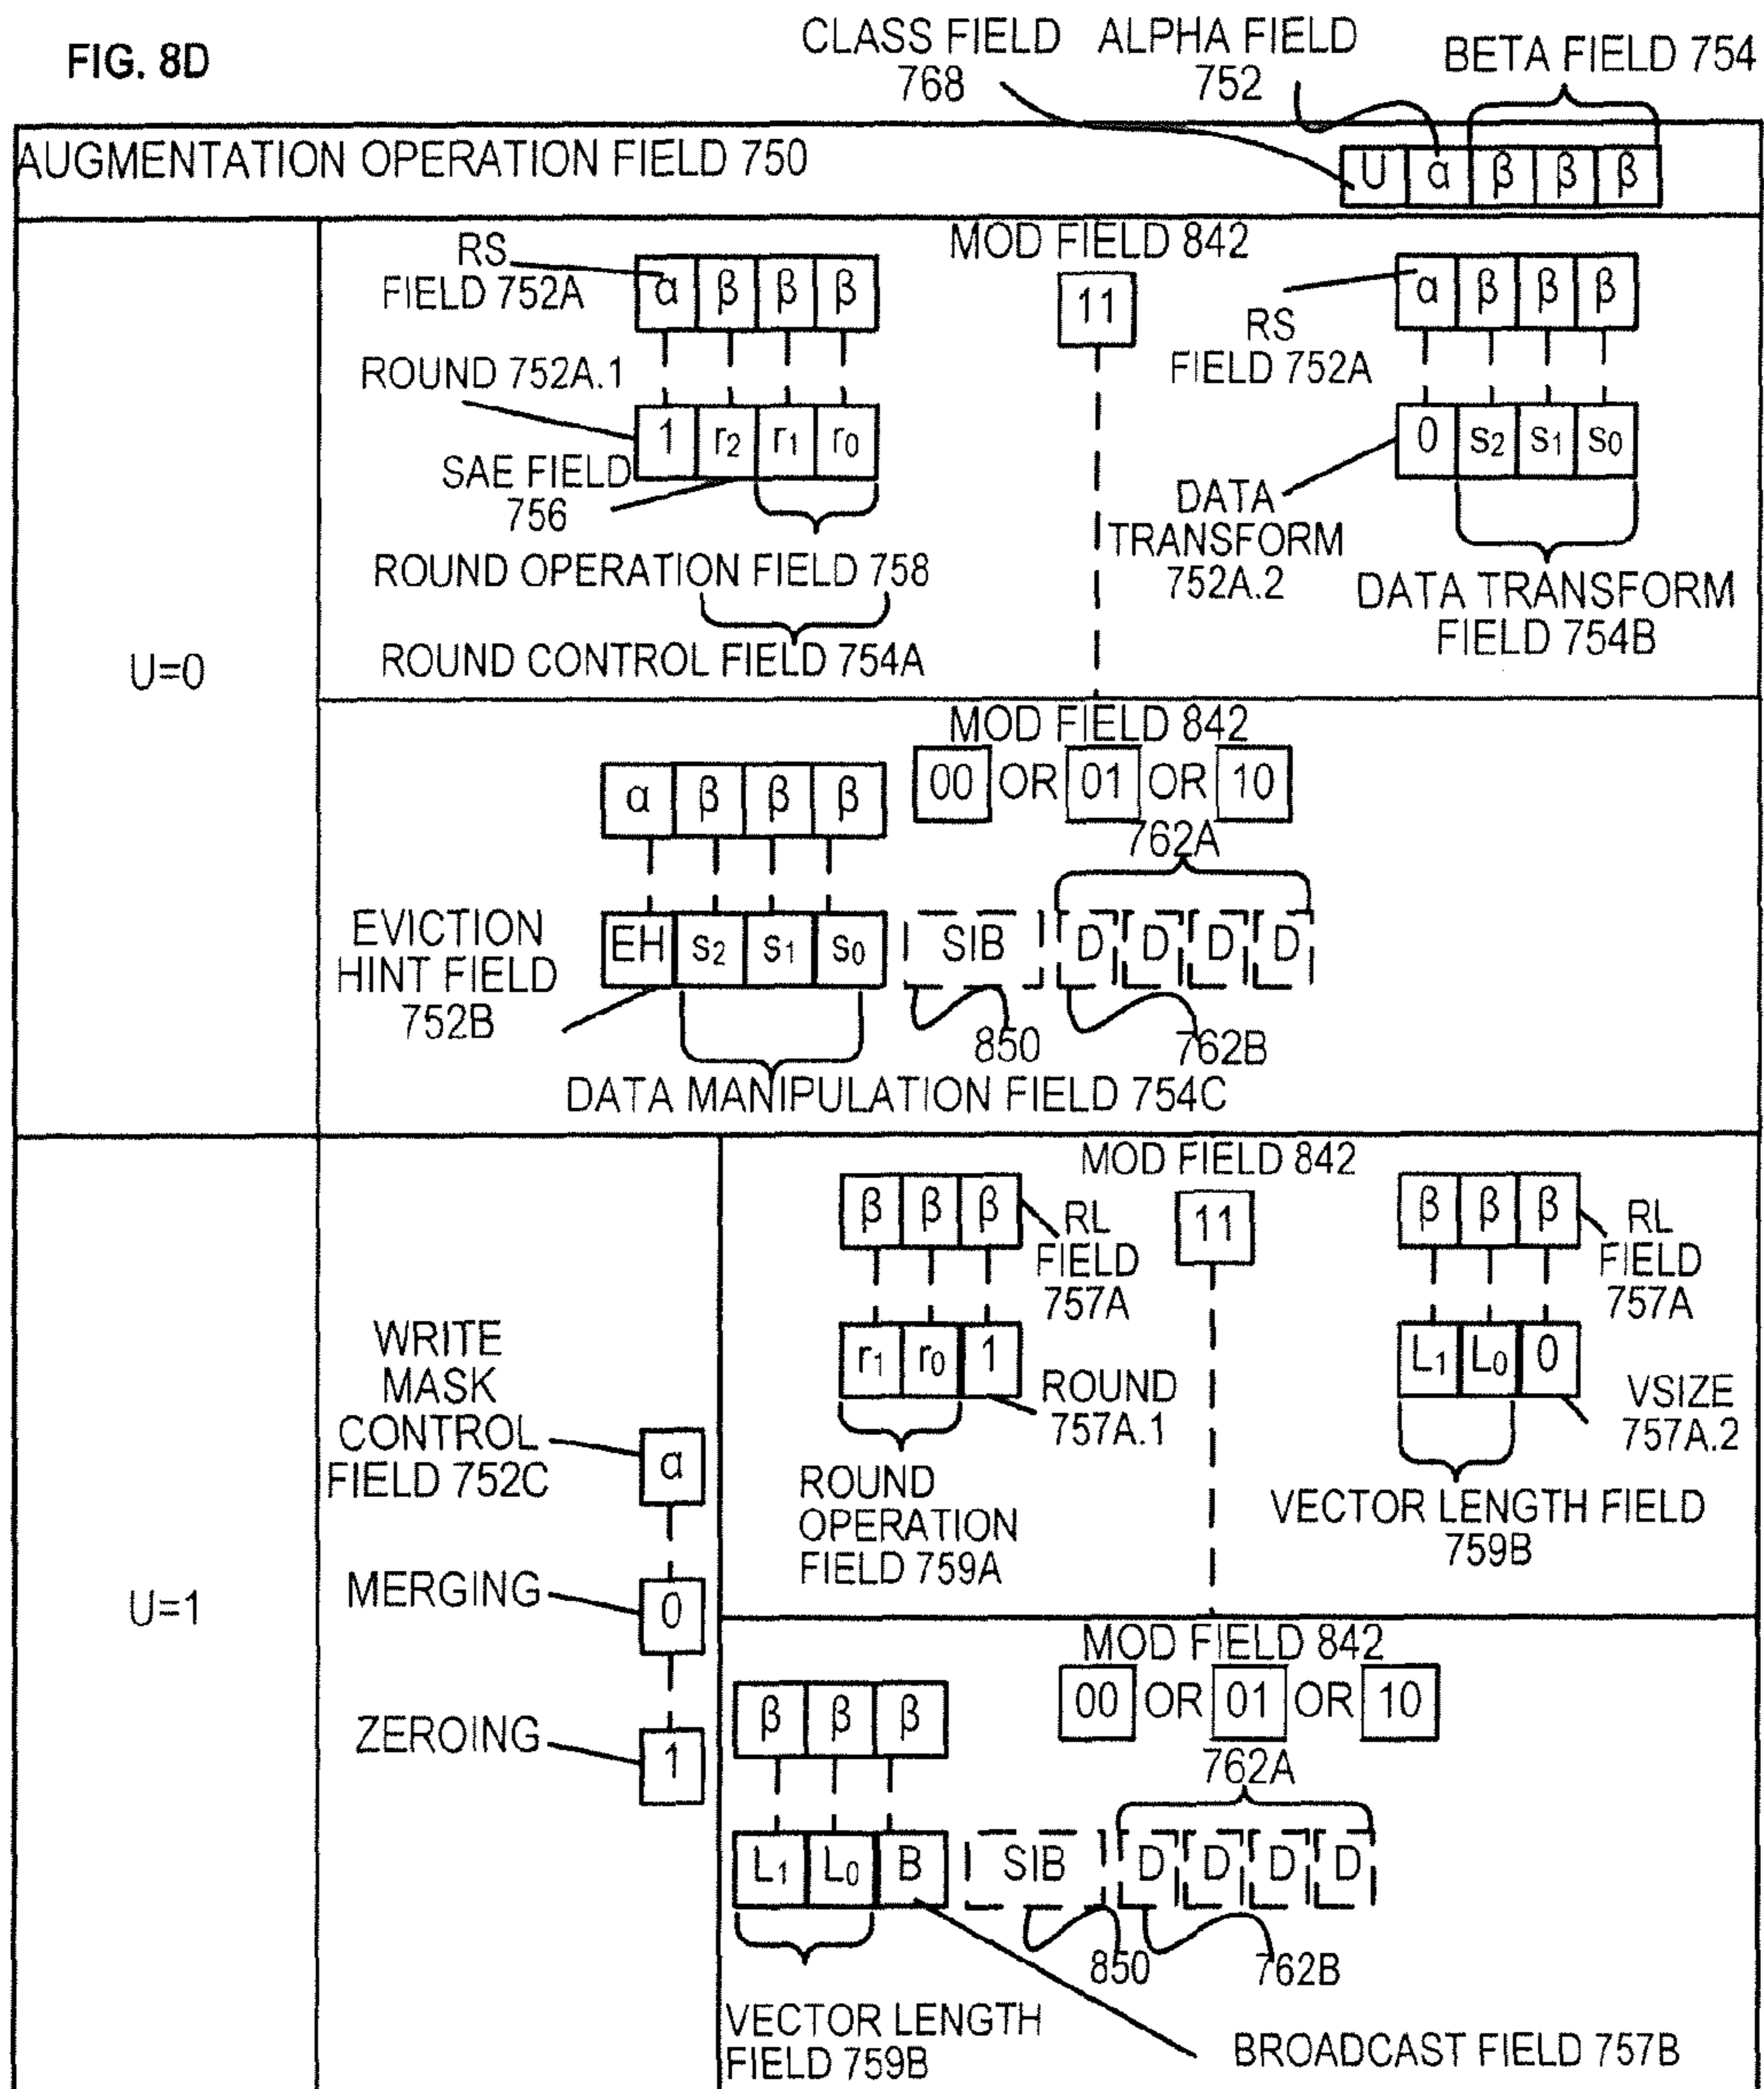 FIG. 8D
CLASS FIELD 768
ALPHA FIELD 752
BETA FIELD 754
AUGMENTATION OPERATION FIELD 750
U α β β β
U=0
MOD FIELD 842
11
RS FIELD 752A
α β β β
ROUND 752A.1
1 r2 r1 r0
SAE FIELD 756
ROUND OPERATION FIELD 758
ROUND CONTROL FIELD 754A
RS FIELD 752A
α β β β
0 s2 s1 s0
DATA TRANSFORM 752A.2
DATA TRANSFORM FIELD 754B
MOD FIELD 842
00 OR 01 OR 10
α β β β
762A
EVICTION HINT FIELD 752B
EH s2 s1 s0 SIB D D D D
850
762B
DATA MANIPULATION FIELD 754C
U=1
WRITE MASK CONTROL FIELD 752C
α
MERGING
0
ZEROING
1
MOD FIELD 842
11
β β β
RL FIELD 757A
r1 r0 1
ROUND 757A.1
ROUND OPERATION FIELD 759A
β β β
RL FIELD 757A
L1 L0 0
VSIZE 757A.2
VECTOR LENGTH FIELD 759B
MOD FIELD 842
00 OR 01 OR 10
β β β
762A
L1 L0 B SIB D D D D
850
762B
VECTOR LENGTH FIELD 759B
BROADCAST FIELD 757B